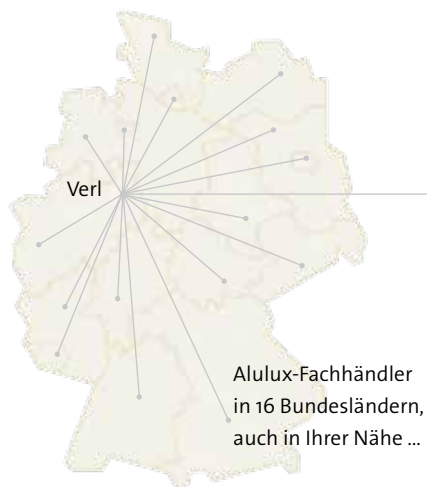 Verl
Alulux-Fachhändler
in 16 Bundesländern,
auch in Ihrer Nähe ...